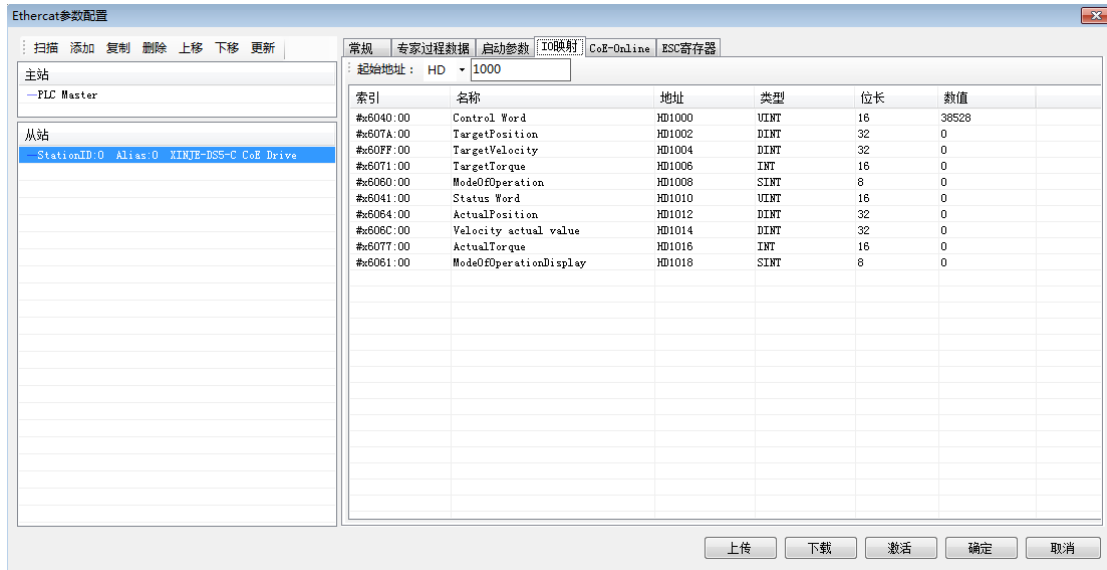 Ethercat参数配置
扫描 添加 复制 删除 上移 下移 更新
主站
PLC Master
从站
StationID:0 Alias:0 XINJE-DS5-C CoE Drive
常规 专家过程数据 启动参数 IO映射 CoE-Online ESC寄存器
起始地址： HD 1000
索引 名称 地址 类型 位长 数值
#x6040:00 Control Word HD1000 UINT 16 38528
#x607A:00 TargetPosition HD1002 DINT 32 0
#x60FF:00 TargetVelocity HD1004 DINT 32 0
#x6071:00 TargetTorque HD1006 INT 16 0
#x6060:00 ModeOfOperation HD1008 SINT 8 0
#x6041:00 Status Word HD1010 UINT 16 0
#x6064:00 ActualPosition HD1012 DINT 32 0
#x606C:00 Velocity actual value HD1014 DINT 32 0
#x6077:00 ActualTorque HD1016 INT 16 0
#x6061:00 ModeOfOperationDisplay HD1018 SINT 8 0
上传 下载 激活 确定 取消